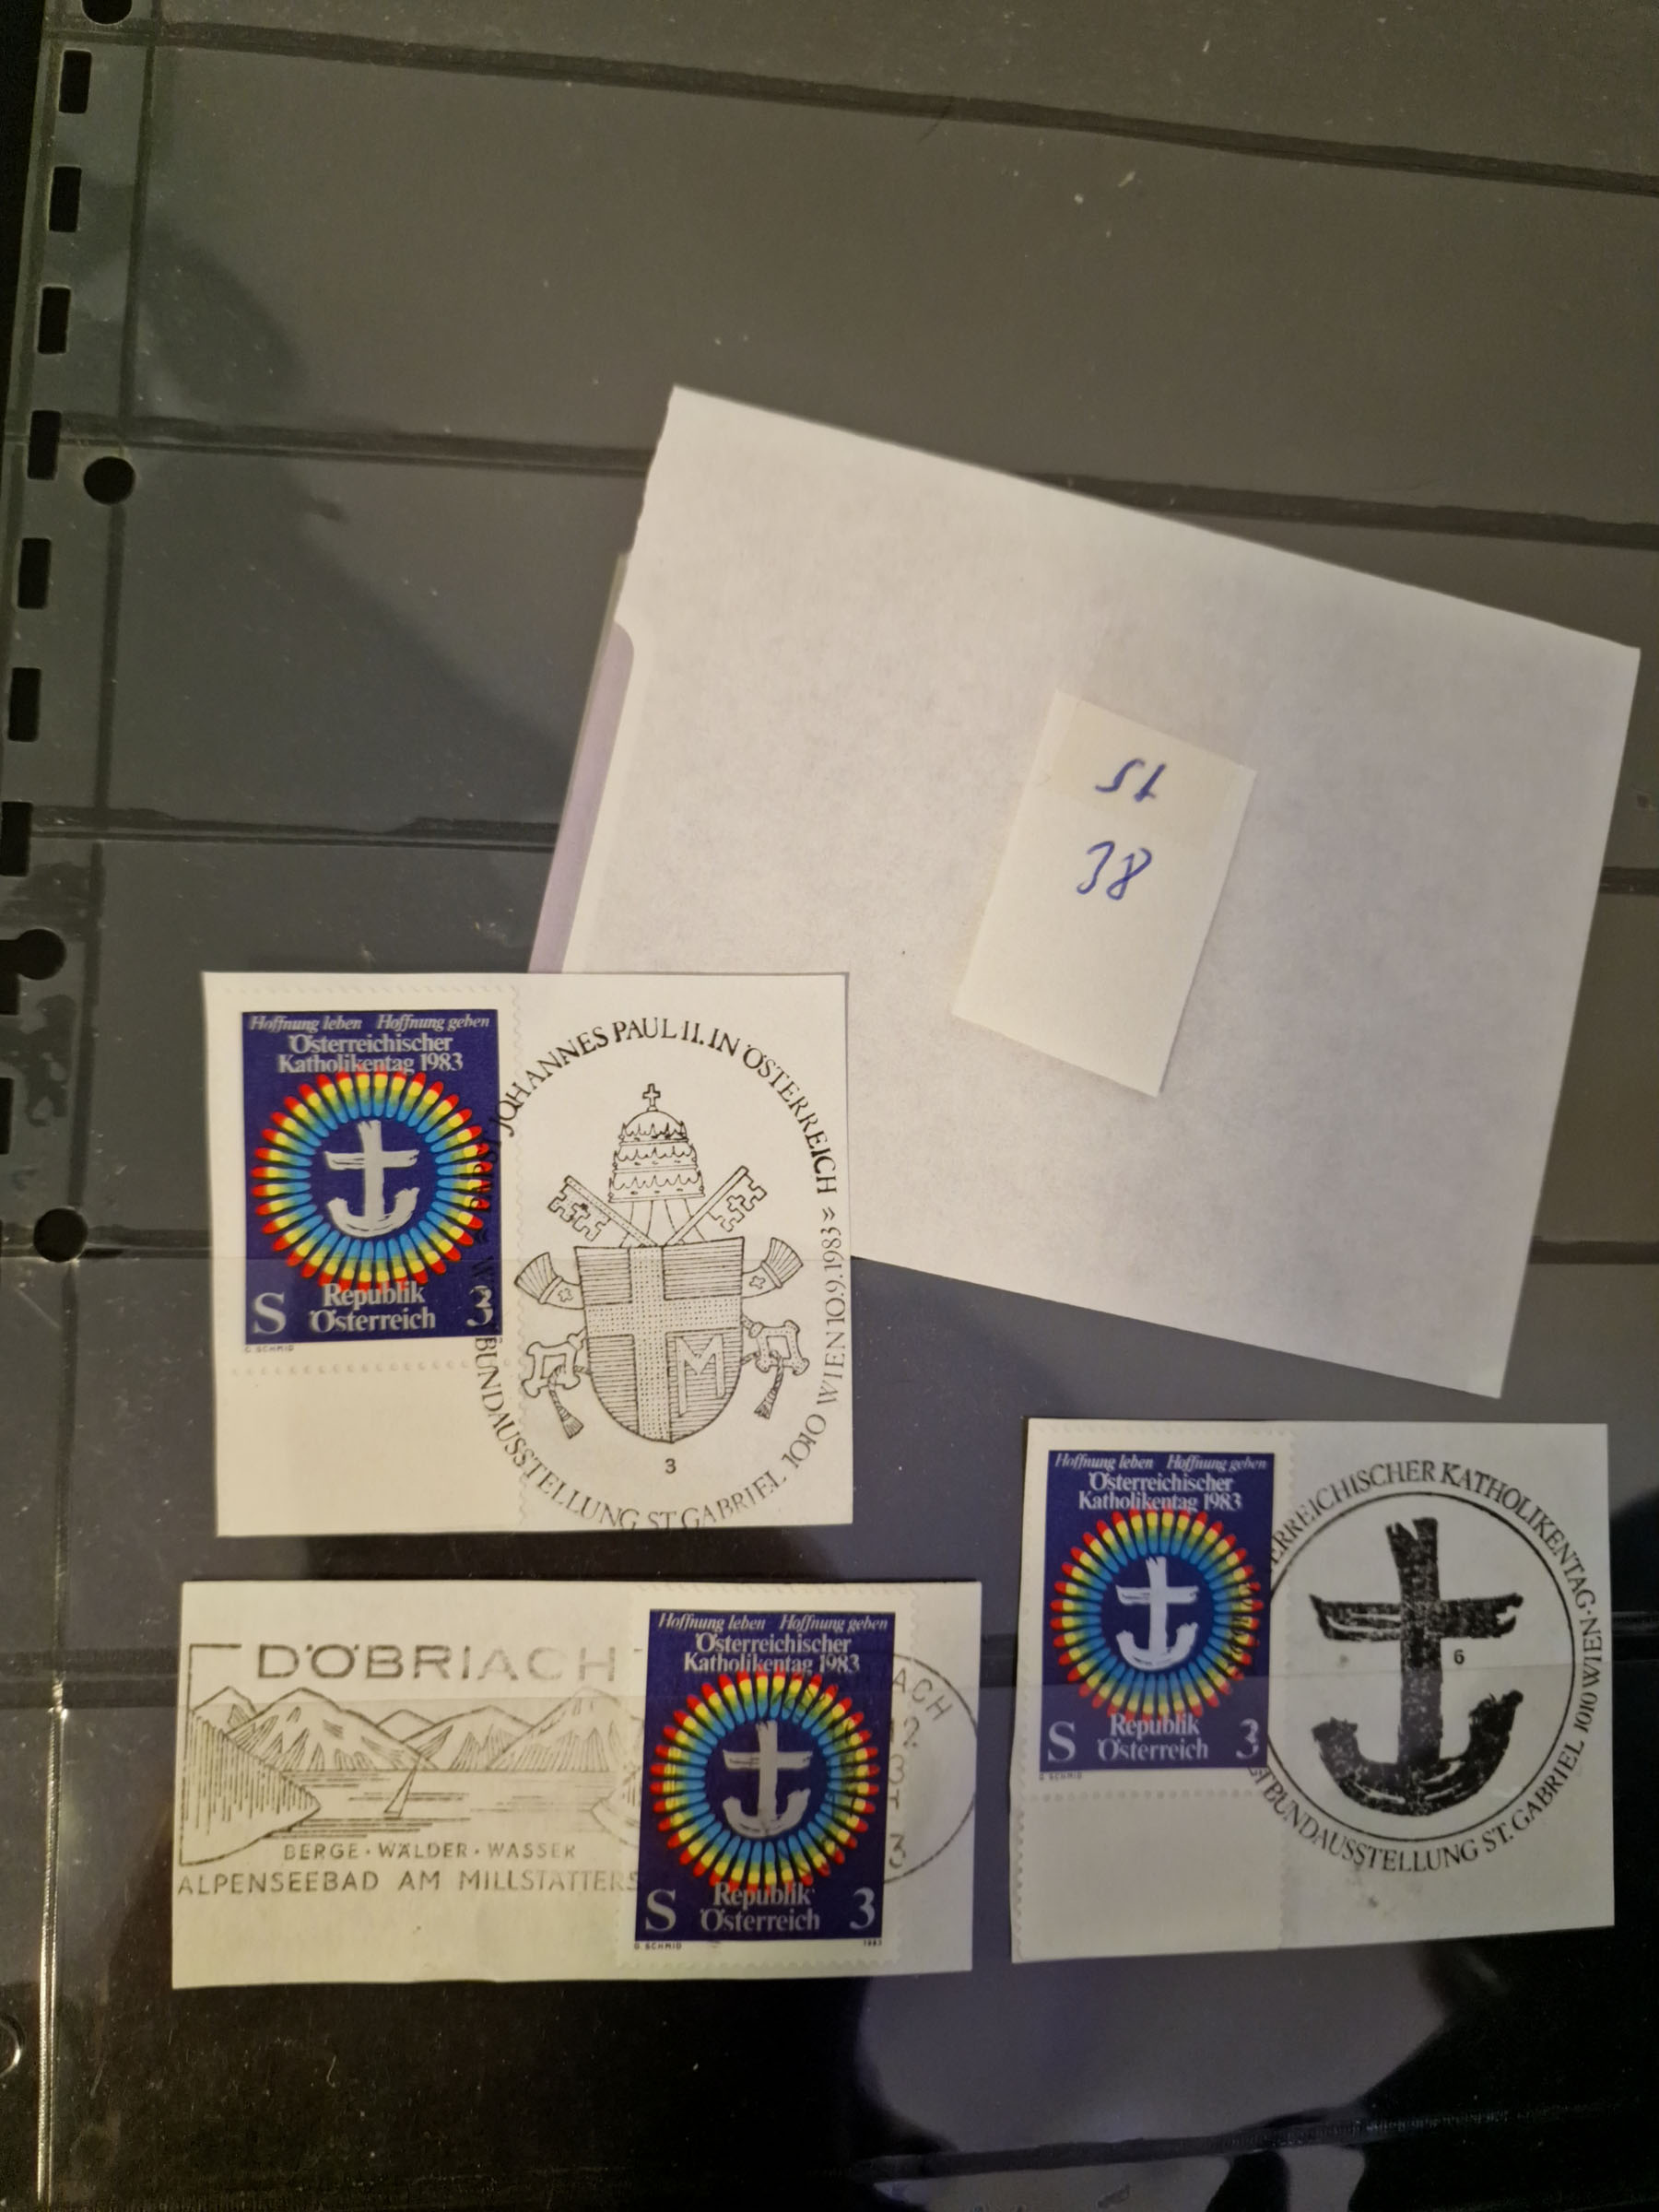 51
38
Hoffnung leben Hoffnung geben
Österreichischer
Katholikentag 1983
S Republik 3
Österreich
G. SCHMID
JOHANNES PAUL II. IN ÖSTERREICH
BUNDAUSSTELLUNG ST. GABRIEL 1010 WIEN 10.9.1983
3
Hoffnung leben Hoffnung geben
Österreichischer
Katholikentag 1983
S Republik 3
Österreich
G. SCHMID
ERREICHISCHER KATHOLIKENTAG·
BUNDAUSSTELLUNG ST. GABRIEL 1010 WIEN
6
DÖBRIACH
BERGE·WÄLDER·WASSER
ALPENSEEBAD AM MILLSTÄTTERS
Hoffnung leben Hoffnung geben
Österreichischer
Katholikentag 1983
S Republik 3
Österreich
G. SCHMID 1983
ACH